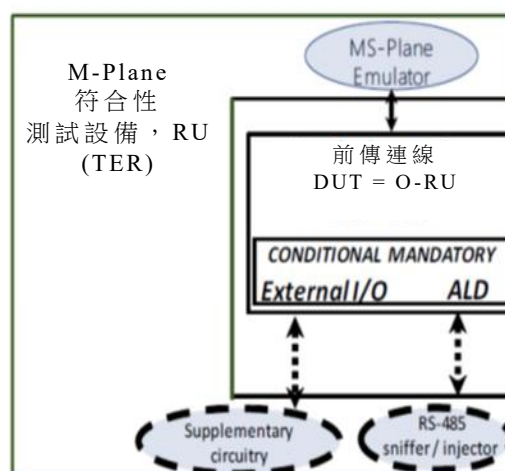 M-Plane
符合性
測試設備，RU
(TER)
MS-Plane
Emulator
前傳連線
DUT = O-RU
CONDITIONAL MANDATORY
External I/O ALD
Supplementary
circuitry
RS-485
sniffer/ injector